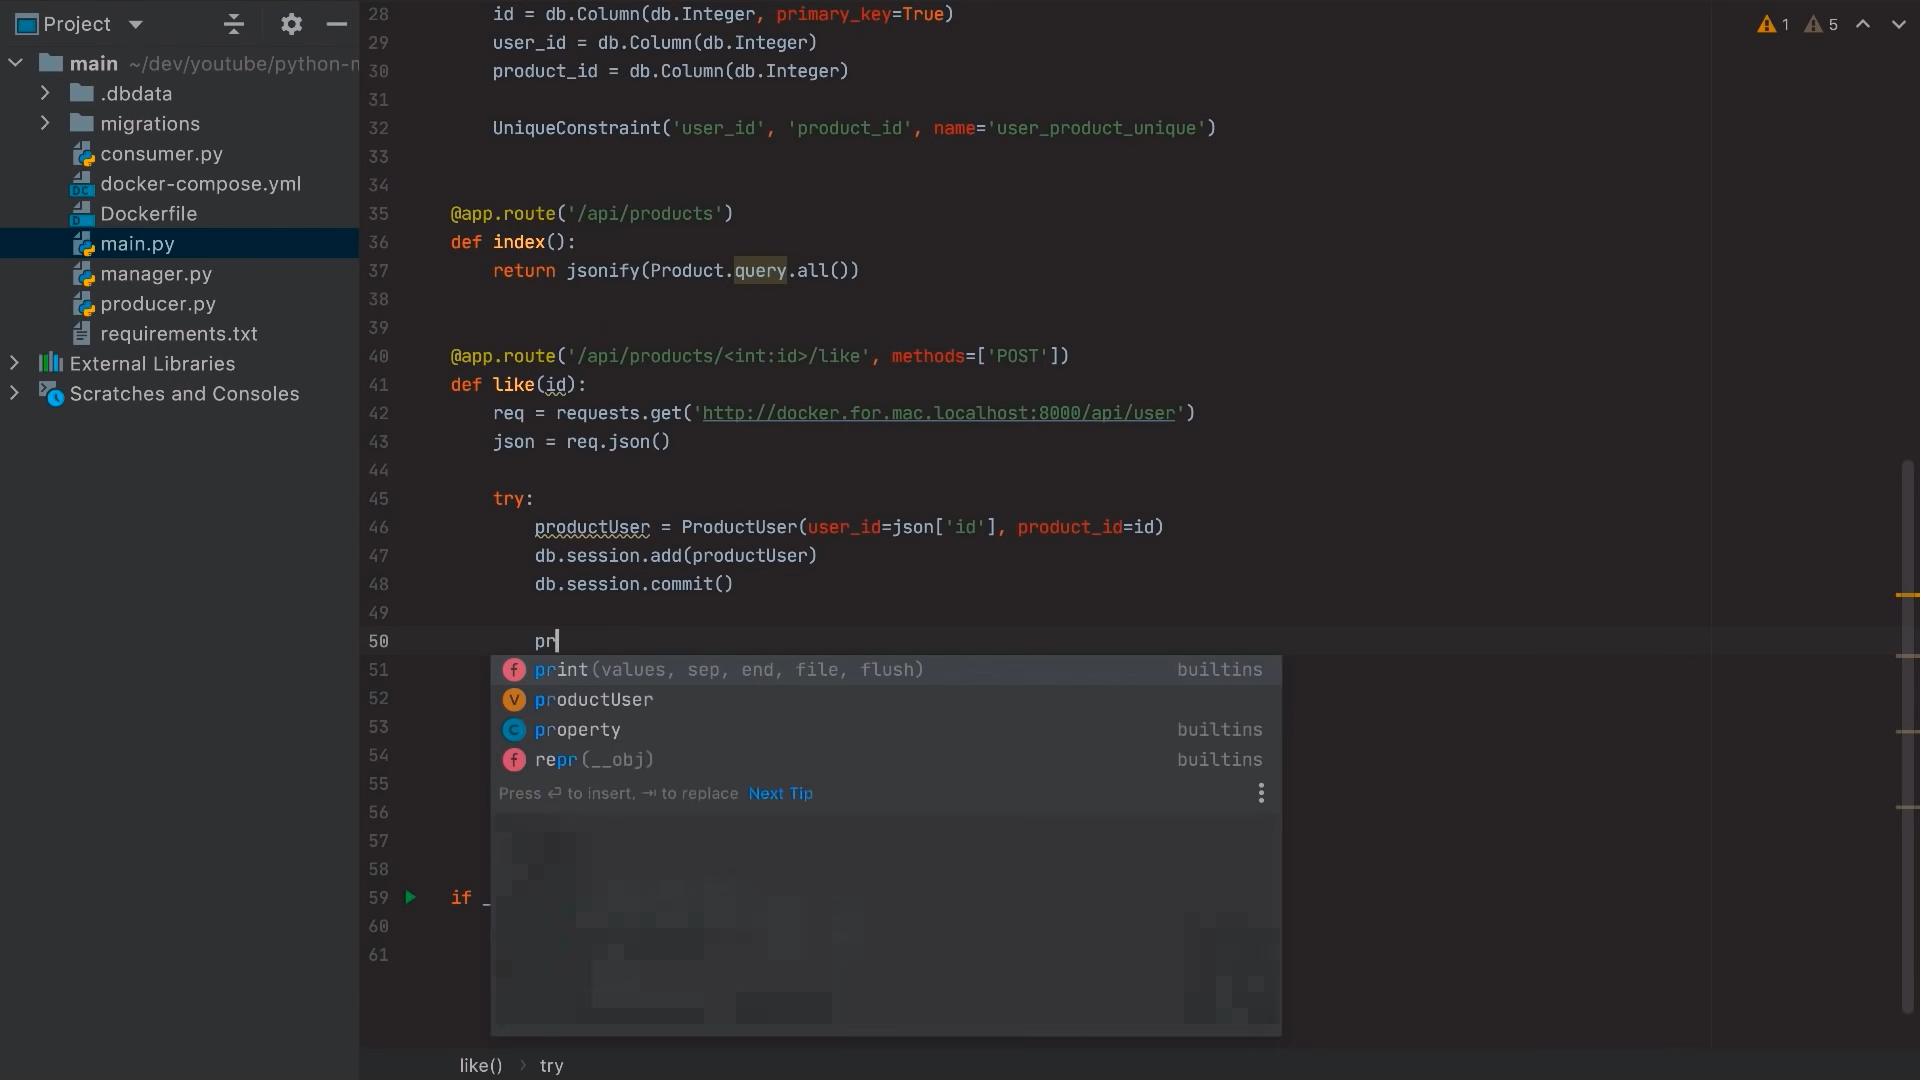 Project
main ~/dev/youtube/python-m
.dbdata
migrations
consumer.py
docker-compose.yml
Dockerfile
main.py
manager.py
producer.py
requirements.txt
External Libraries
Scratches and Consoles
1 5
28 id = db.Column(db.Integer, primary_key=True)
29 user_id = db.Column(db.Integer)
30 product_id = db.Column(db.Integer)
31
32 UniqueConstraint('user_id', 'product_id', name='user_product_unique')
33
34
35 @app.route('/api/products')
36 def index():
37 return jsonify(Product.query.all())
38
39
40 @app.route('/api/products/<int:id>/like', methods=['POST'])
41 def like(id):
42 req = requests.get('http://docker.for.mac.localhost:8000/api/user')
43 json = req.json()
44
45 try:
46 productUser = ProductUser(user_id=json['id'], product_id=id)
47 db.session.add(productUser)
48 db.session.commit()
49
50 pr
51 print(values, sep, end, file, flush) builtins
52 productUser
53 property builtins
54 repr(__obj) builtins
55 Press ⏎ to insert, ⇥ to replace Next Tip
56
57
58
59 if _
60
61
like() > try